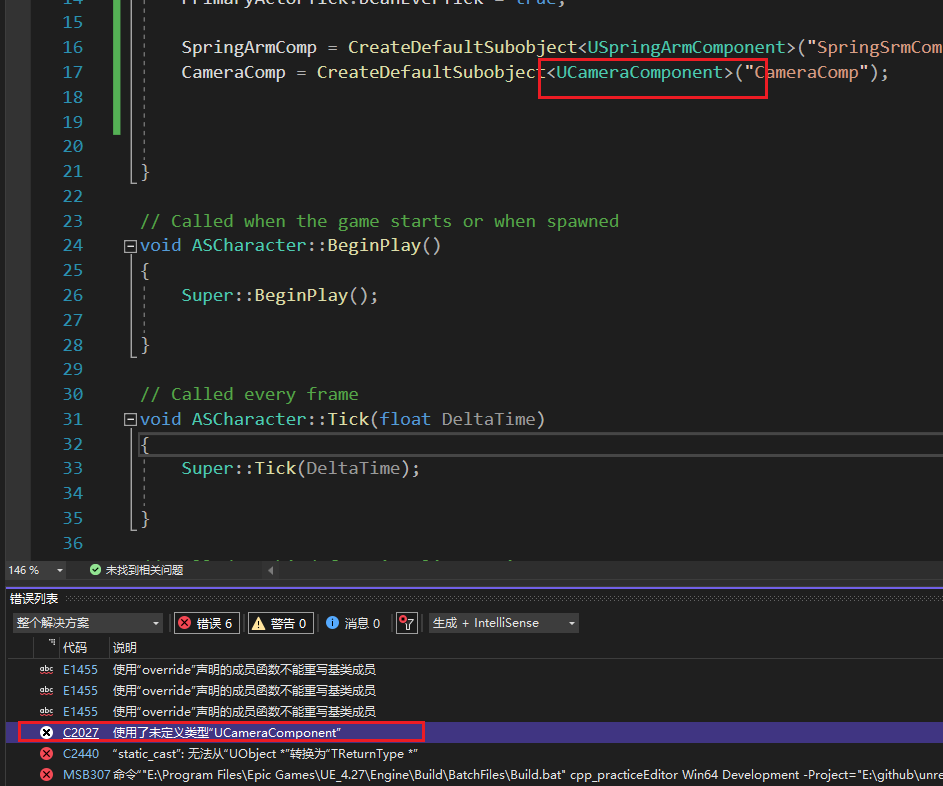 14 PrimaryActorTick.bCanEverTick = true;
15
16 SpringArmComp = CreateDefaultSubobject<USpringArmComponent>("SpringSrmCom
17 CameraComp = CreateDefaultSubobject<UCameraComponent>("CameraComp");
18
19
20
21 }
22
23 // Called when the game starts or when spawned
24 void ASCharacter::BeginPlay()
25 {
26 Super::BeginPlay();
27
28 }
29
30 // Called every frame
31 void ASCharacter::Tick(float DeltaTime)
32 {
33 Super::Tick(DeltaTime);
34
35 }
36
146 % 未找到相关问题
错误列表
整个解决方案 错误 6 警告 0 消息 0 生成 + IntelliSense
代码 说明
abc E1455 使用"override"声明的成员函数不能重写基类成员
abc E1455 使用"override"声明的成员函数不能重写基类成员
abc E1455 使用"override"声明的成员函数不能重写基类成员
C2027 使用了未定义类型"UCameraComponent"
C2440 "static_cast": 无法从"UObject *"转换为"TReturnType *"
MSB307 命令""E:\Program Files\Epic Games\UE_4.27\Engine\Build\BatchFiles\Build.bat" cpp_practiceEditor Win64 Development -Project="E:\github\unre